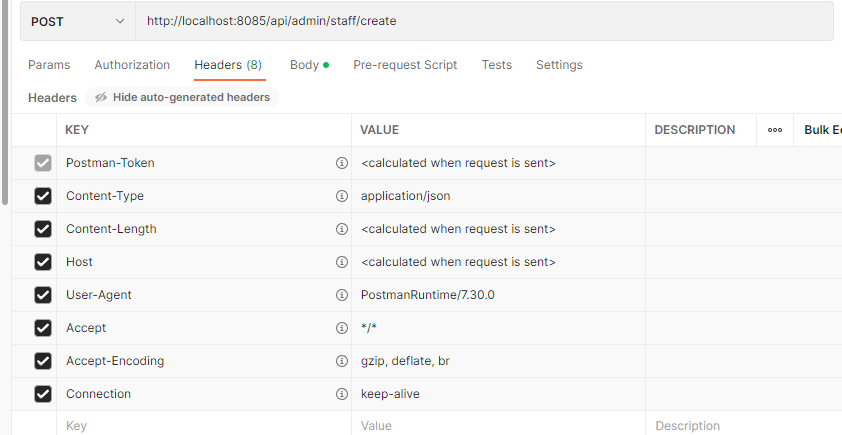 POST http://localhost:8085/api/admin/staff/create
Params Authorization Headers (8) Body Pre-request Script Tests Settings
Headers Hide auto-generated headers
KEY VALUE DESCRIPTION Bulk
Postman-Token <calculated when request is sent>
Content-Type application/json
Content-Length <calculated when request is sent>
Host <calculated when request is sent>
User-Agent PostmanRuntime/7.30.0
Accept */*
Accept-Encoding gzip, deflate, br
Connection keep-alive
Key Value Description